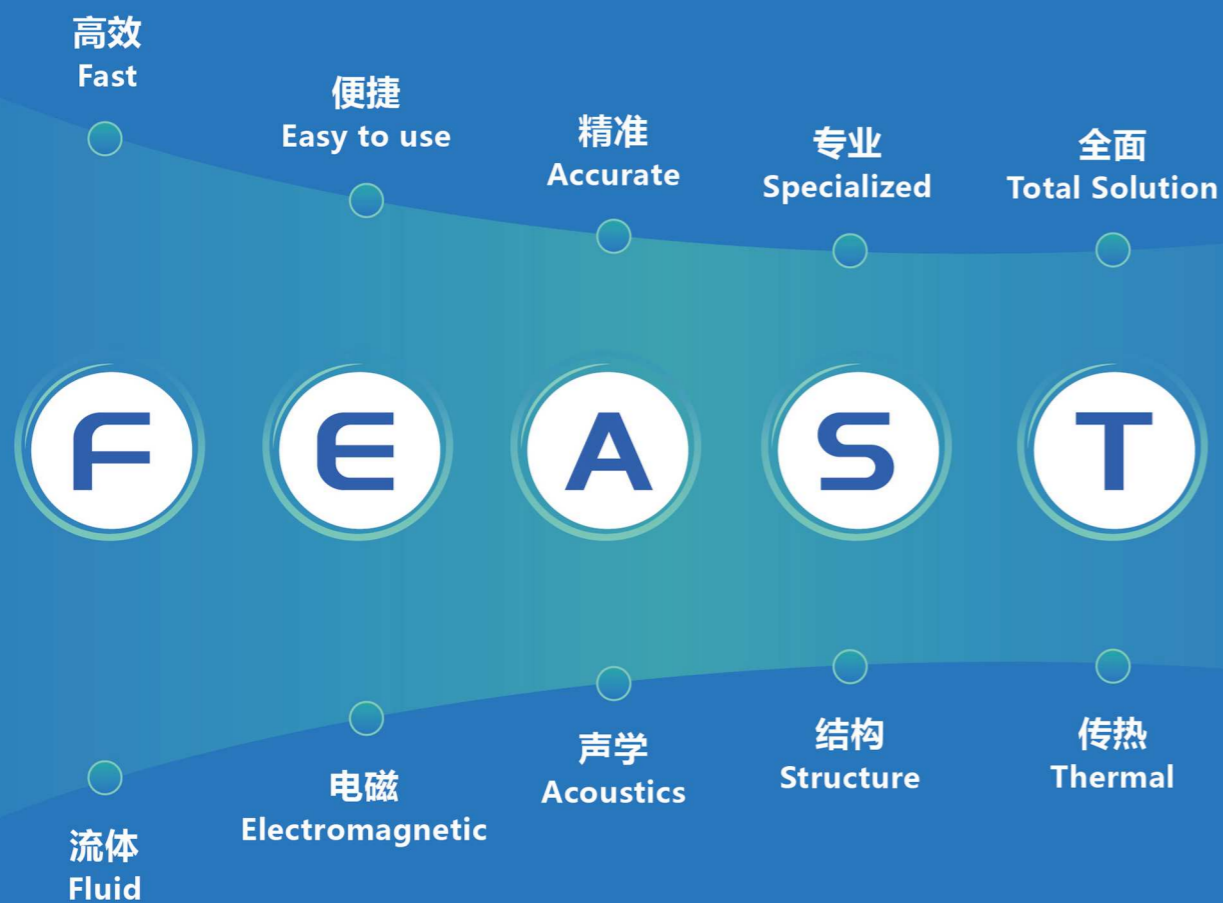 高效
Fast
便捷
Easy to use
精准
Accurate
专业
Specialized
全面
Total Solution
F E A S T
流体
Fluid
电磁
Electromagnetic
声学
Acoustics
结构
Structure
传热
Thermal